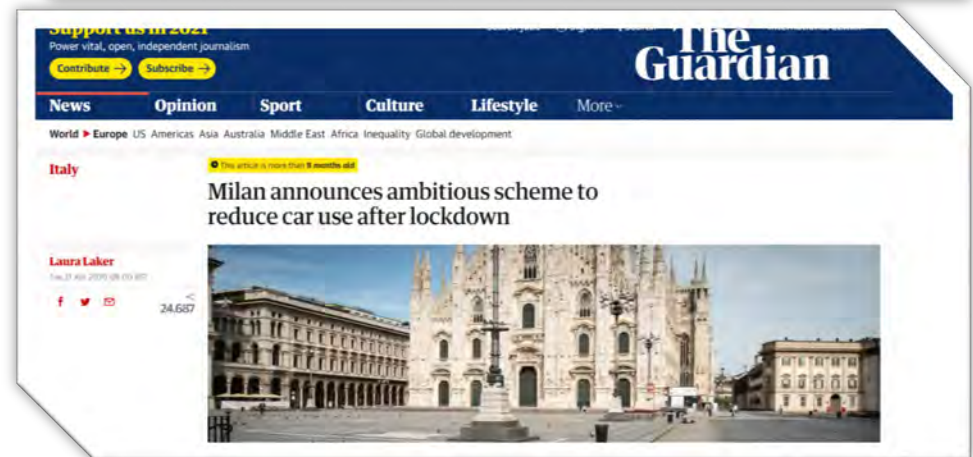 Support us in 2021
Power vital, open, independent journalism
Contribute →
Subscribe →
The
Guardian
News Opinion Sport Culture Lifestyle More
World ▶ Europe US Americas Asia Australia Middle East Africa Inequality Global development
Italy
This article is more than 8 months old
Milan announces ambitious scheme to
reduce car use after lockdown
Laura Laker
24,687